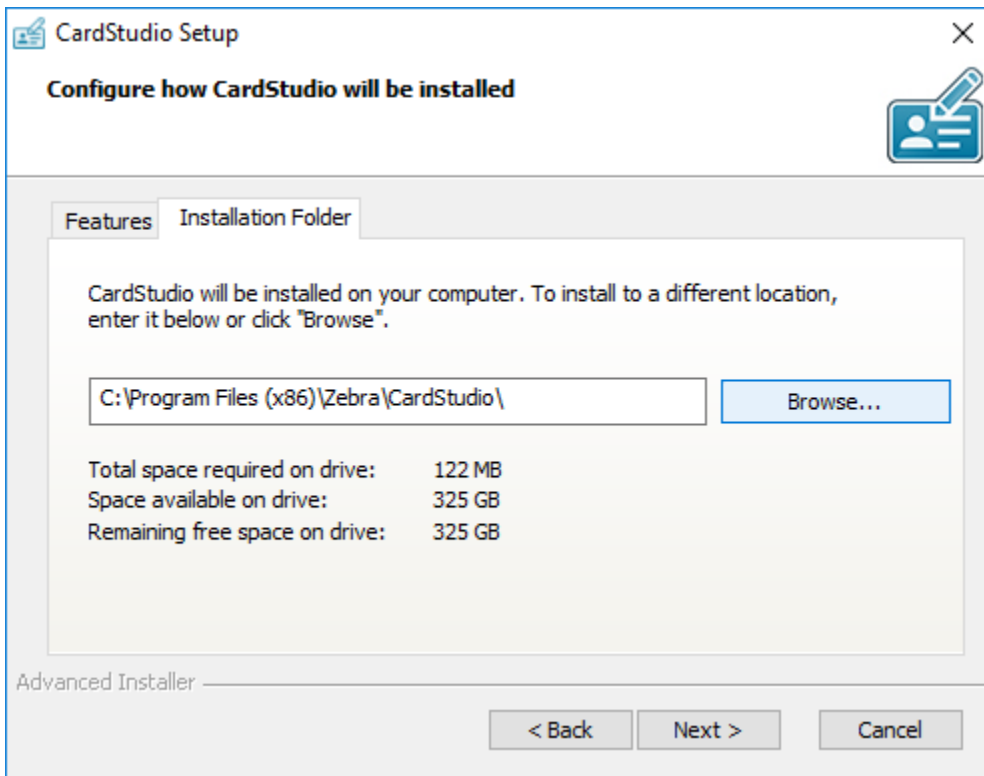 CardStudio Setup
Configure how CardStudio will be installed
Features
Installation Folder
CardStudio will be installed on your computer. To install to a different location,
enter it below or click "Browse".
C:\Program Files (x86)\Zebra\CardStudio\
Browse...
Total space required on drive: 122 MB
Space available on drive: 325 GB
Remaining free space on drive: 325 GB
Advanced Installer
< Back
Next >
Cancel